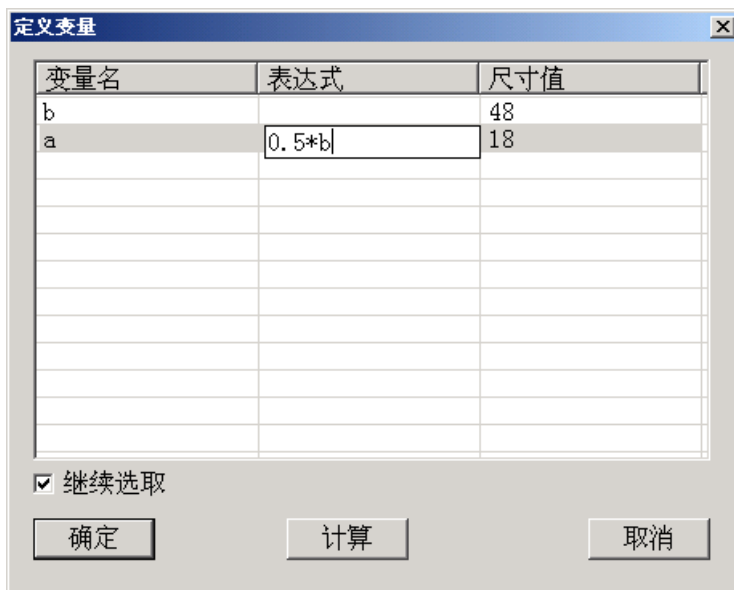 定义变量
变量名 表达式 尺寸值
b 48
a 0.5*b 18
继续选取
确定 计算 取消